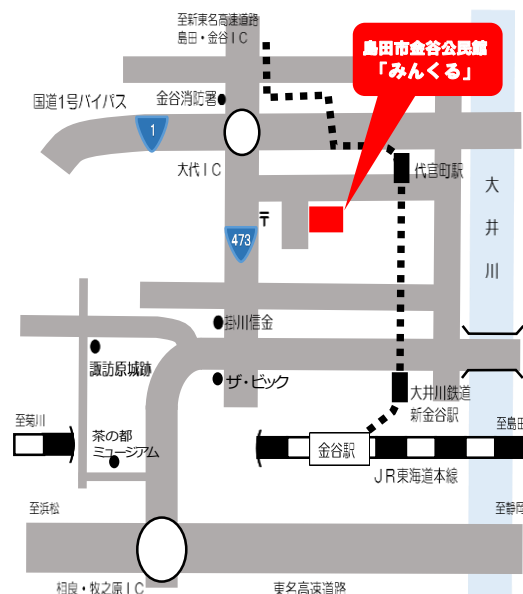 至新東名高速道路
島田・金谷ＩＣ
島田市金谷公民館
「みんくる」
国道1号バイパス
金谷消防署
1
大代ＩＣ
代官町駅
大井川
〒
473
掛川信金
諏訪原城跡
ザ・ビック
大井川鉄道
新金谷駅
至菊川
至島田
茶の都
ミュージアム
金谷駅
ＪＲ東海道本線
至浜松
至静岡
相良・牧之原ＩＣ
東名高速道路